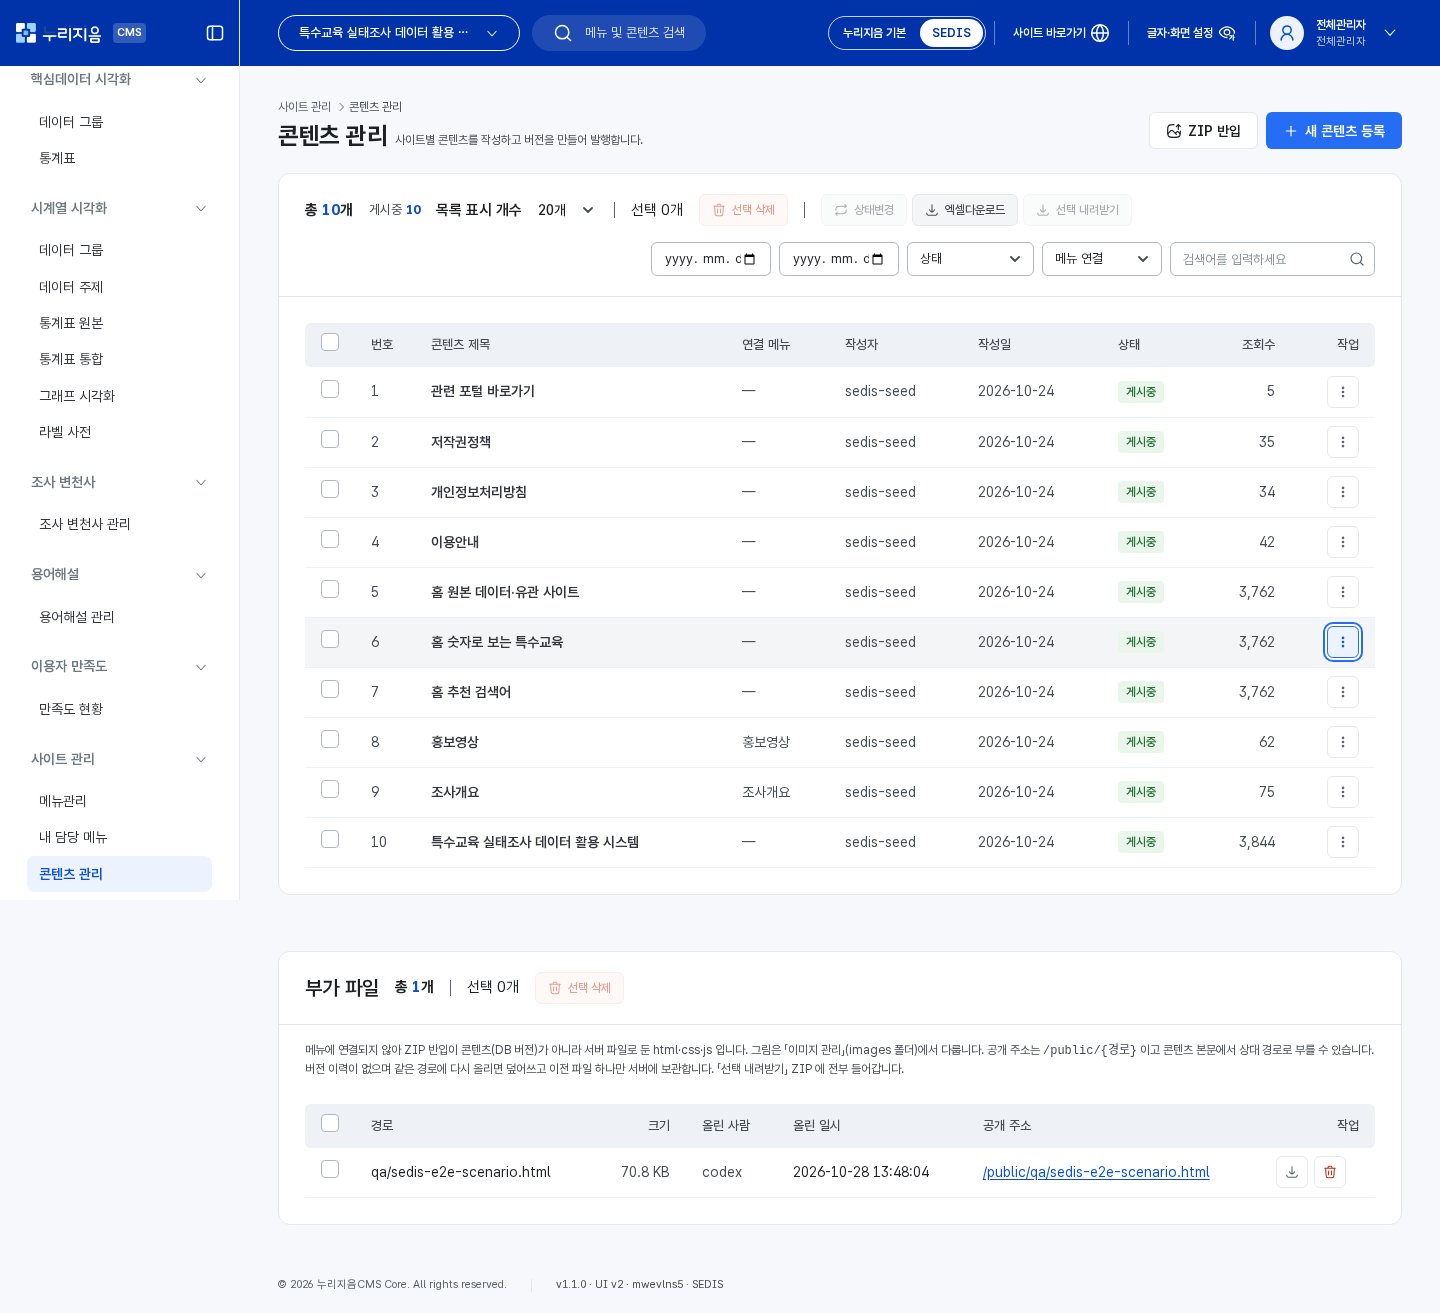 누리지음 CMS
특수교육 실태조사 데이터 활용 ···
메뉴 및 콘텐츠 검색
누리지음 기본 SEDIS
사이트 바로가기
글자·화면 설정
전체관리자
전체관리자
핵심데이터 시각화
데이터 그룹
통계표
시계열 시각화
데이터 그룹
데이터 주제
통계표 원본
통계표 통합
그래프 시각화
라벨 사전
조사 변천사
조사 변천사 관리
용어해설
용어해설 관리
이용자 만족도
만족도 현황
사이트 관리
메뉴관리
내 담당 메뉴
콘텐츠 관리
사이트 관리 > 콘텐츠 관리
콘텐츠 관리 사이트별 콘텐츠를 작성하고 버전을 만들어 발행합니다.
ZIP 반입
+ 새 콘텐츠 등록
총 10개 게시중 10 목록 표시 개수 20개 선택 0개 선택 삭제 상태변경 엑셀다운로드 선택 내려받기
yyyy. mm. d yyyy. mm. d 상태 메뉴 연결 검색어를 입력하세요
번호 콘텐츠 제목 연결 메뉴 작성자 작성일 상태 조회수 작업
1 관련 포털 바로가기 — sedis-seed 2026-10-24 게시중 5
2 저작권정책 — sedis-seed 2026-10-24 게시중 35
3 개인정보처리방침 — sedis-seed 2026-10-24 게시중 34
4 이용안내 — sedis-seed 2026-10-24 게시중 42
5 홈 원본 데이터·유관 사이트 — sedis-seed 2026-10-24 게시중 3,762
6 홈 숫자로 보는 특수교육 — sedis-seed 2026-10-24 게시중 3,762
7 홈 추천 검색어 — sedis-seed 2026-10-24 게시중 3,762
8 홍보영상 홍보영상 sedis-seed 2026-10-24 게시중 62
9 조사개요 조사개요 sedis-seed 2026-10-24 게시중 75
10 특수교육 실태조사 데이터 활용 시스템 — sedis-seed 2026-10-24 게시중 3,844
부가 파일 총 1개 선택 0개 선택 삭제
메뉴에 연결되지 않아 ZIP 반입이 콘텐츠(DB 버전)가 아니라 서버 파일로 둔 html·css·js 입니다. 그림은 「이미지 관리」(images 폴더)에서 다룹니다. 공개 주소는 /public/{경로} 이고 콘텐츠 본문에서 상대 경로로 부를 수 있습니다.
버전 이력이 없으며 같은 경로에 다시 올리면 덮어쓰고 이전 파일 하나만 서버에 보관합니다. 「선택 내려받기」 ZIP 에 전부 들어갑니다.
경로 크기 올린 사람 올린 일시 공개 주소 작업
qa/sedis-e2e-scenario.html 70.8 KB codex 2026-10-28 13:48:04 /public/qa/sedis-e2e-scenario.html
© 2026 누리지음CMS Core. All rights reserved. v1.1.0 · UI v2 · mwevlns5 · SEDIS